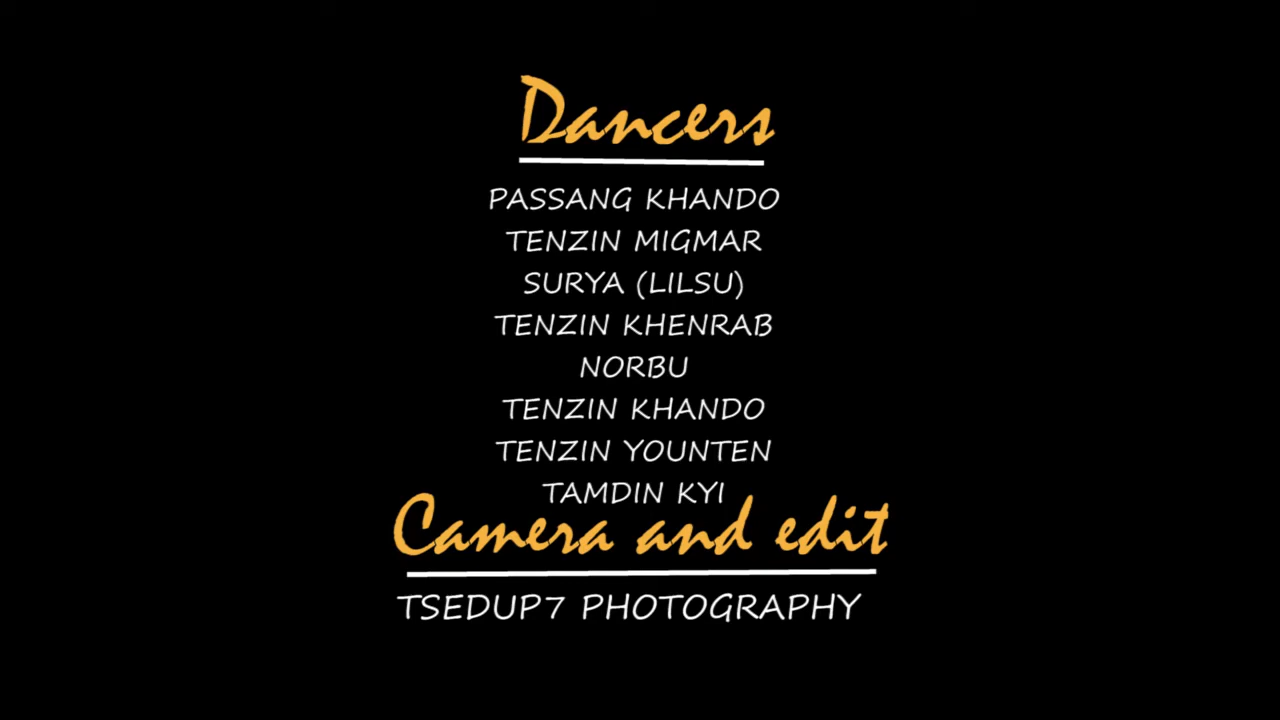 Dancers
PASSANG KHANDO
TENZIN MIGMAR
SURYA (LILSU)
TENZIN KHENRAB
NORBU
TENZIN KHANDO
TENZIN YOUNTEN
TAMDIN KYI
Camera and edit
TSEDUP7 PHOTOGRAPHY